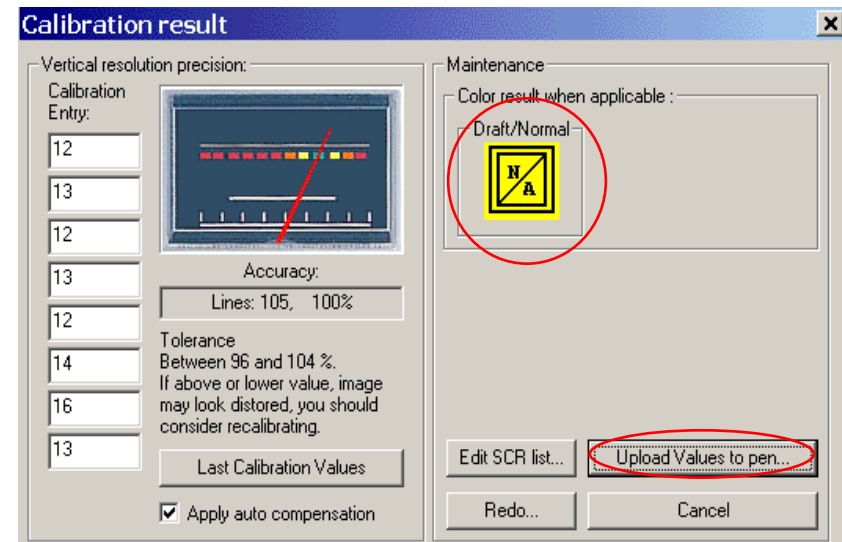 Calibration result
Vertical resolution precision:
Calibration
Entry:
12
13
12
13
12
14
16
13
Accuracy:
Lines: 105, 100%
Tolerance
Between 96 and 104 %.
If above or lower value, image
may look distored, you should
consider recalibrating.
Last Calibration Values
Apply auto compensation
Maintenance
Color result when applicable :
Draft/Normal
N
A
Edit SCR list...
Upload Values to pen...
Redo...
Cancel